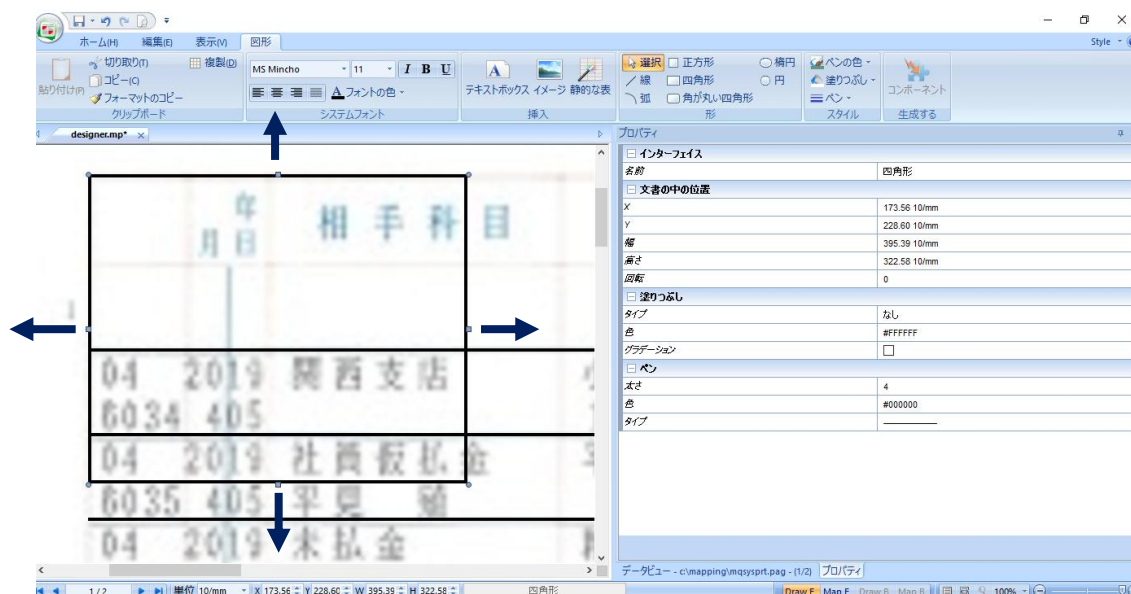 ホーム(H) 編集(E) 表示(V) 図形 Style
貼り付け(P) 切り取り(T) 複製(D)
コピー(C)
フォーマットのコピー
クリップボード
MS Mincho 11 I B U
A フォントの色
システムフォント
テキストボックス イメージ 静的な表
挿入
選択 正方形 楕円
線 四角形 円
弧 角が丸い四角形
形
ペンの色
塗りつぶし
ペン
スタイル
コンポーネント
生成する
designer.mp*
年
月 日 相 手 科 目
04 2019 関西支店
6034 405
04 2019 社員仮払金
6035 405 平見
04 2019 未払金
プロパティ
インターフェイス
名前 四角形
文書の中の位置
X 173.56 10/mm
Y 228.60 10/mm
幅 395.39 10/mm
高さ 322.58 10/mm
回転 0
塗りつぶし
タイプ なし
色 #FFFFFF
グラデーション
ペン
太さ 4
色 #000000
タイプ
データビュー - c:\mapping\mqsysprt.pag - (1/2) プロパティ
1/2 単位 10/mm X 173.56 Y 228.60 W 395.39 H 322.58 四角形 Draw F Map F Draw B Map B 100%